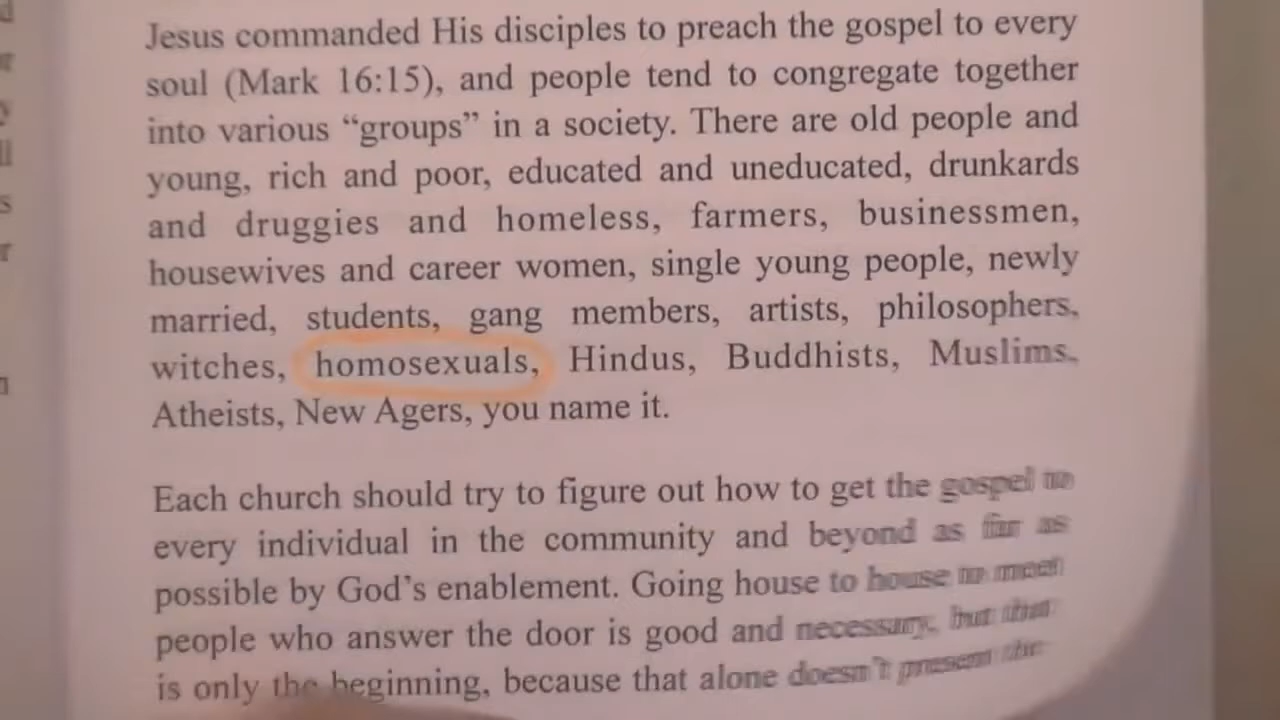 Jesus commanded His disciples to preach the gospel to every
soul (Mark 16:15), and people tend to congregate together
into various “groups” in a society. There are old people and
young, rich and poor, educated and uneducated, drunkards
and druggies and homeless, farmers, businessmen,
housewives and career women, single young people, newly
married, students, gang members, artists, philosophers,
witches, homosexuals, Hindus, Buddhists, Muslims,
Atheists, New Agers, you name it.
Each church should try to figure out how to get the gospel to
every individual in the community and beyond as far as
possible by God’s enablement. Going house to house to meet
people who answer the door is good and necessary, but that
is only the beginning, because that alone doesn’t present the